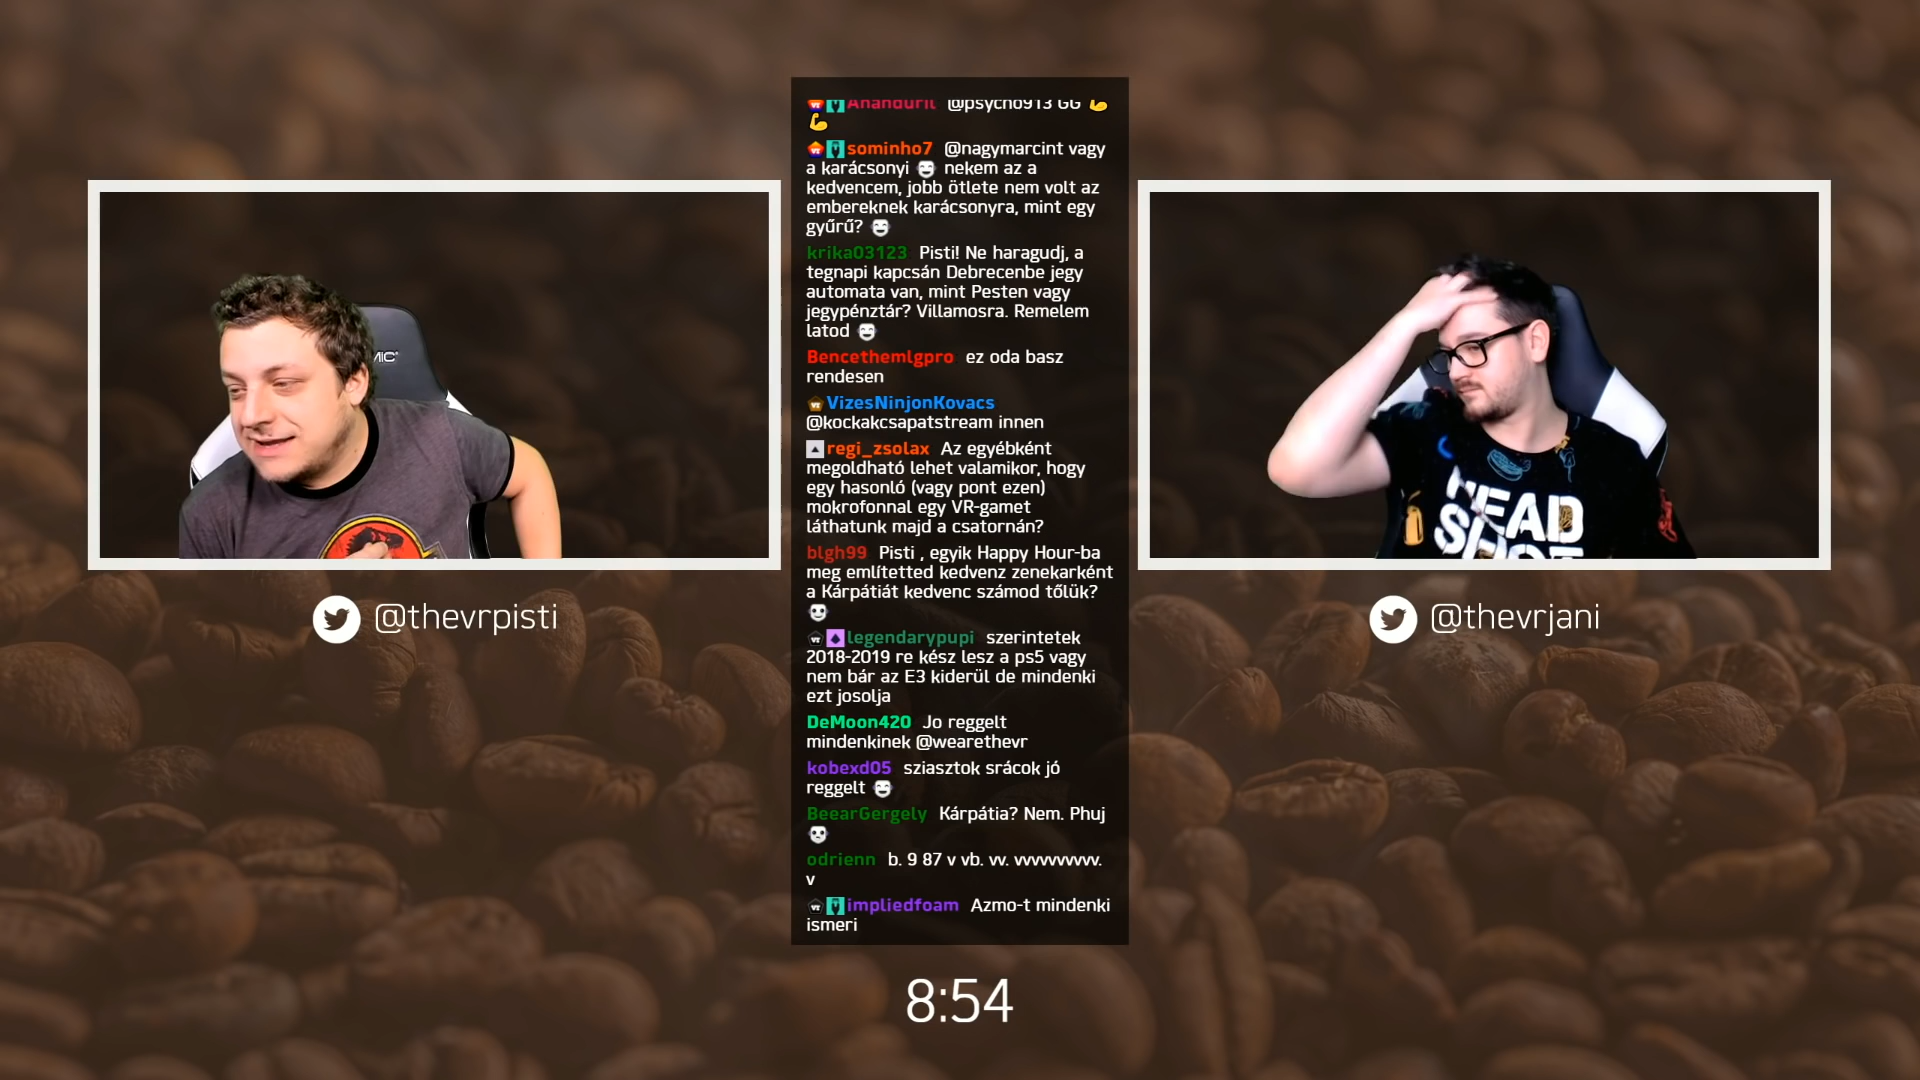 Anandúril @psycho913 GG
sominho7 @nagymarcint vagy
a karácsonyi nekem az a
kedvencem, jobb ötlete nem volt az
embereknek karácsonyra, mint egy
gyűrű?
krika03123 Pisti! Ne haragudj, a
tegnapi kapcsán Debrecenbe jegy
automata van, mint Pesten vagy
jegypénztár? Villamosra. Remelem
latod
Bencethemlgpro ez oda basz
rendesen
VizesNinjonKovacs
@kockakcsapatstream innen
regi_zsolax Az egyébként
megoldható lehet valamikor, hogy
egy hasonló (vagy pont ezen)
mokrofonnal egy VR-gamet
láthatunk majd a csatornán?
blgh99 Pisti , egyik Happy Hour-ba
meg említetted kedvenz zenekarként
a Kárpátiát kedvenc számod tőlük?
legendarypupi szerintetek
2018-2019 re kész lesz a ps5 vagy
nem bár az E3 kiderül de mindenki
ezt josolja
DeMoon420 Jo reggelt
mindenkinek @wearethevr
kobexd05 sziasztok srácok jó
reggelt
BeearGergely Kárpátia? Nem. Phuj
odrienn b. 9 87 v vb. vv. vvvvvvvvvv.
v
impliedfoam Azmo-t mindenki
ismeri
MIC
HEAD
SHOT
@thevrpisti
@thevrjani
8:54